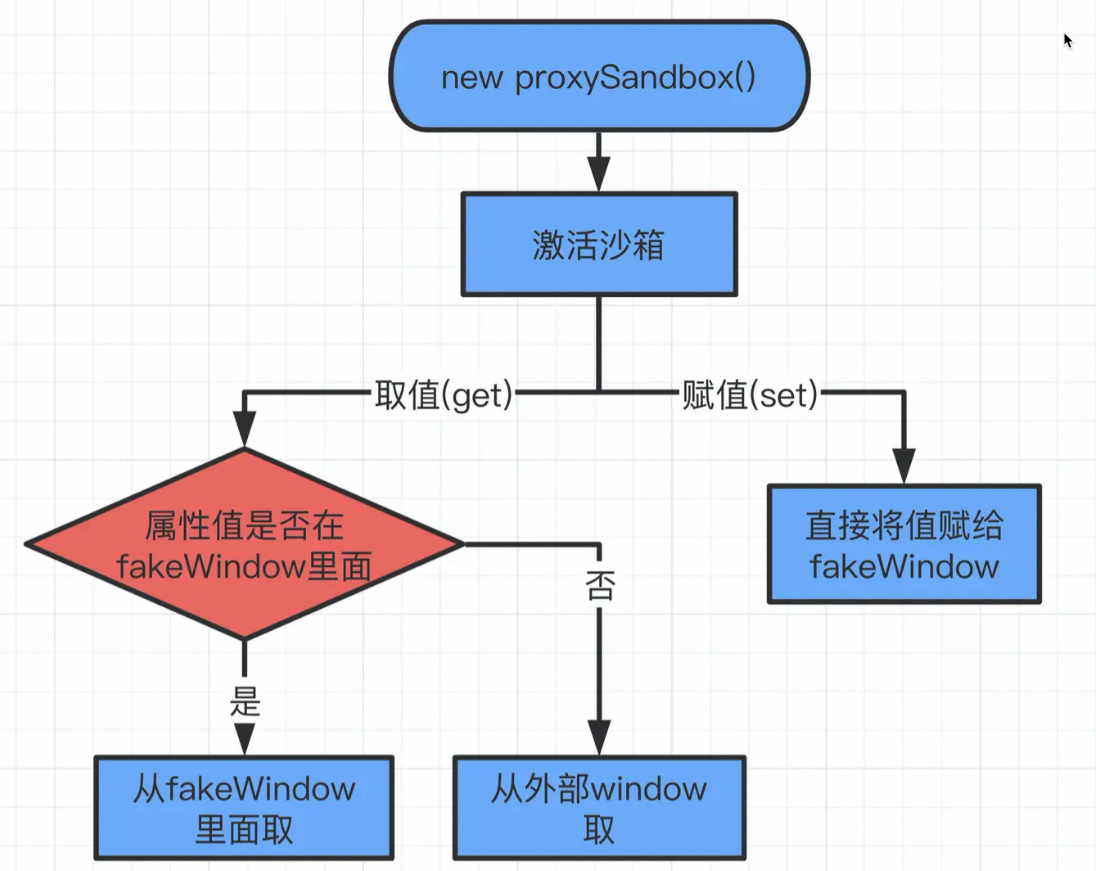 new proxySandbox()
激活沙箱
取值(get)
赋值(set)
属性值是否在
fakeWindow里面
直接将值赋给
fakeWindow
否
是
从fakeWindow
里面取
从外部window
取